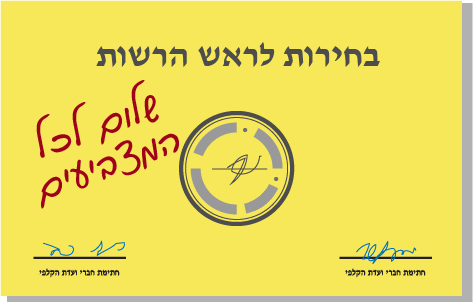 בחירות לראש הרשות
שלום לכל
המצביעים
חתימת חברי ועדת הקלפי
חתימת חברי ועדת הקלפי